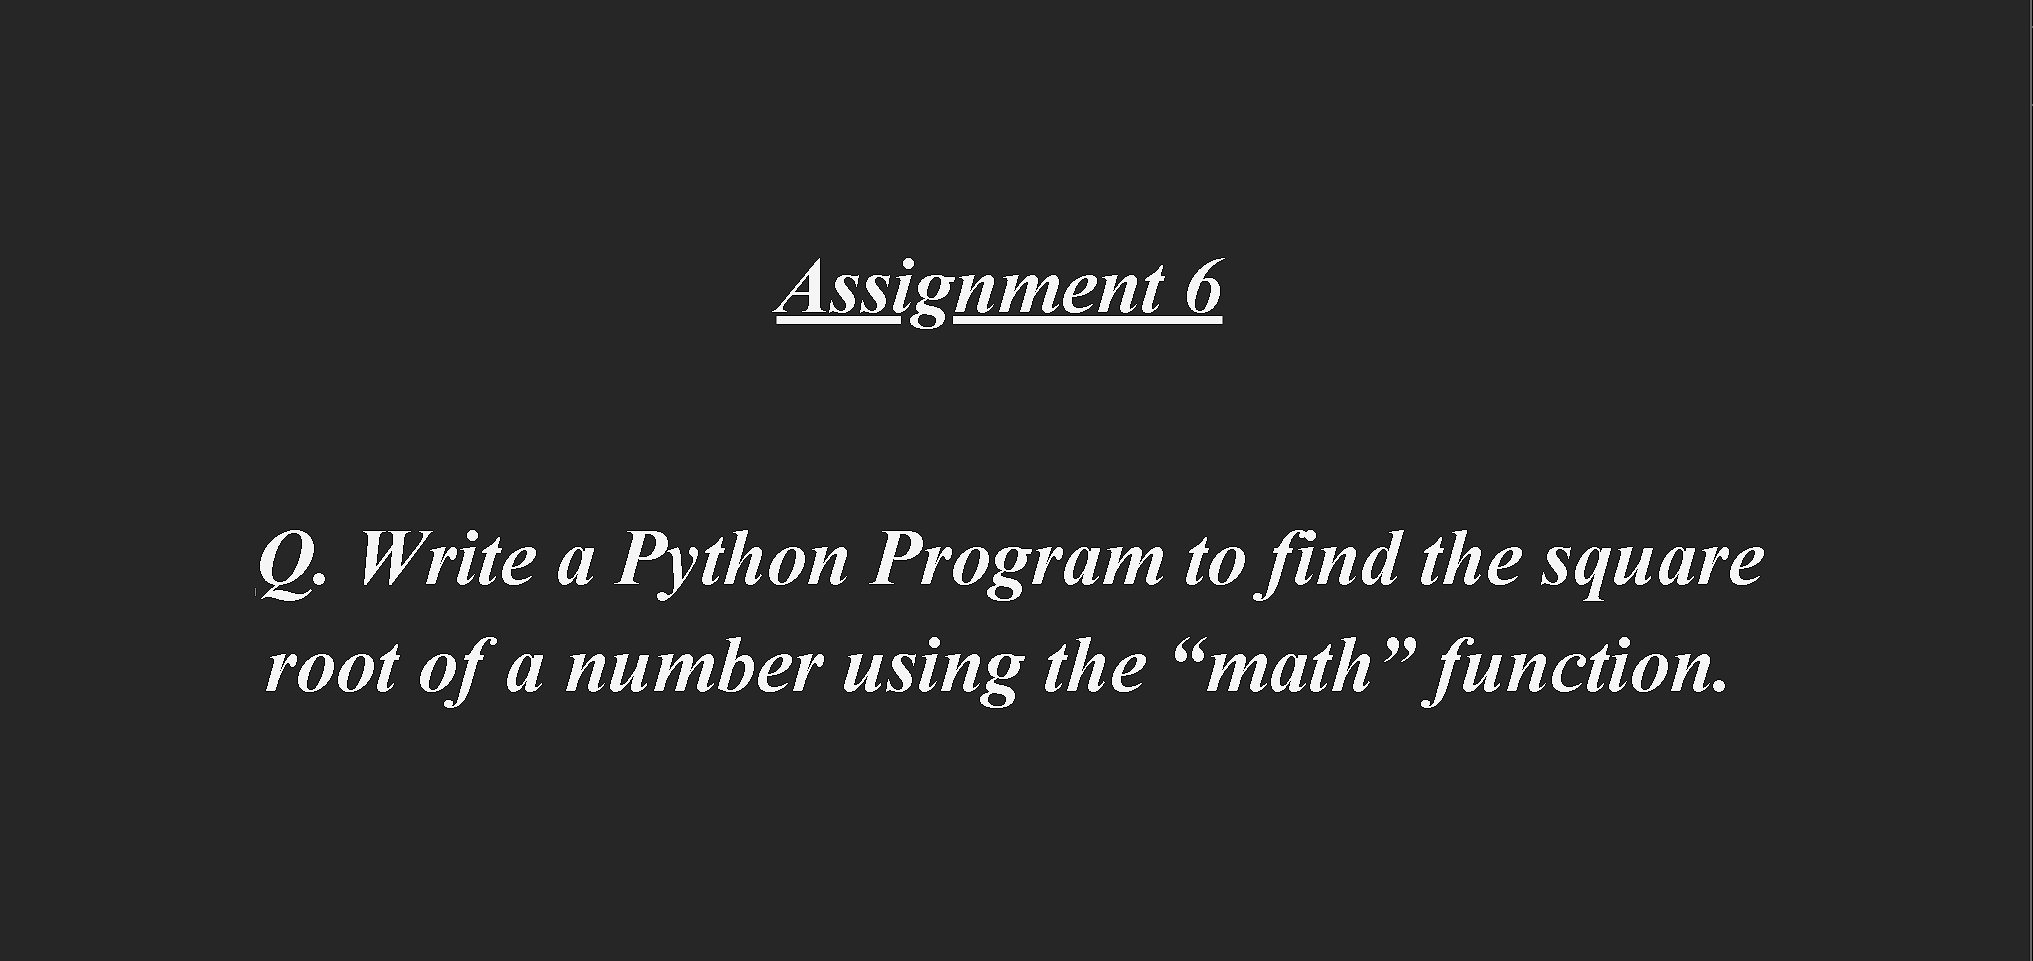 Assignment 6
Q. Write a Python Program to find the square
root of a number using the “math” function.